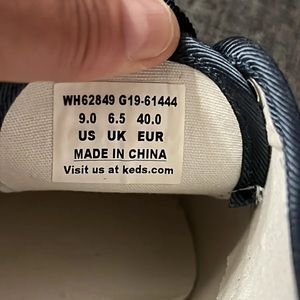 WH62849 G19-61444
9.0 6.5 40.0
US UK EUR
MADE IN CHINA
Visit us at keds.com